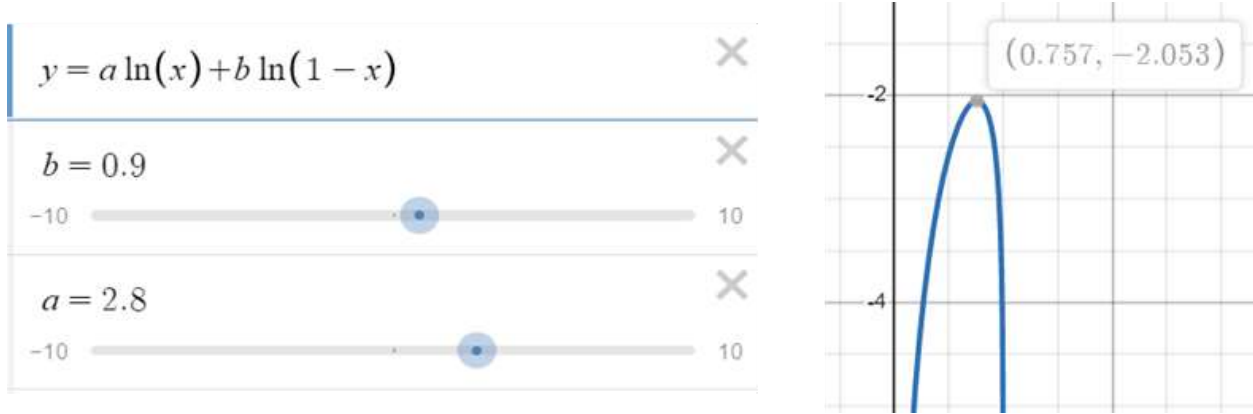 y = a ln(x)+b ln(1 − x)
b = 0.9
−10
10
a = 2.8
−10
10
(0.757, −2.053)
-2
-4